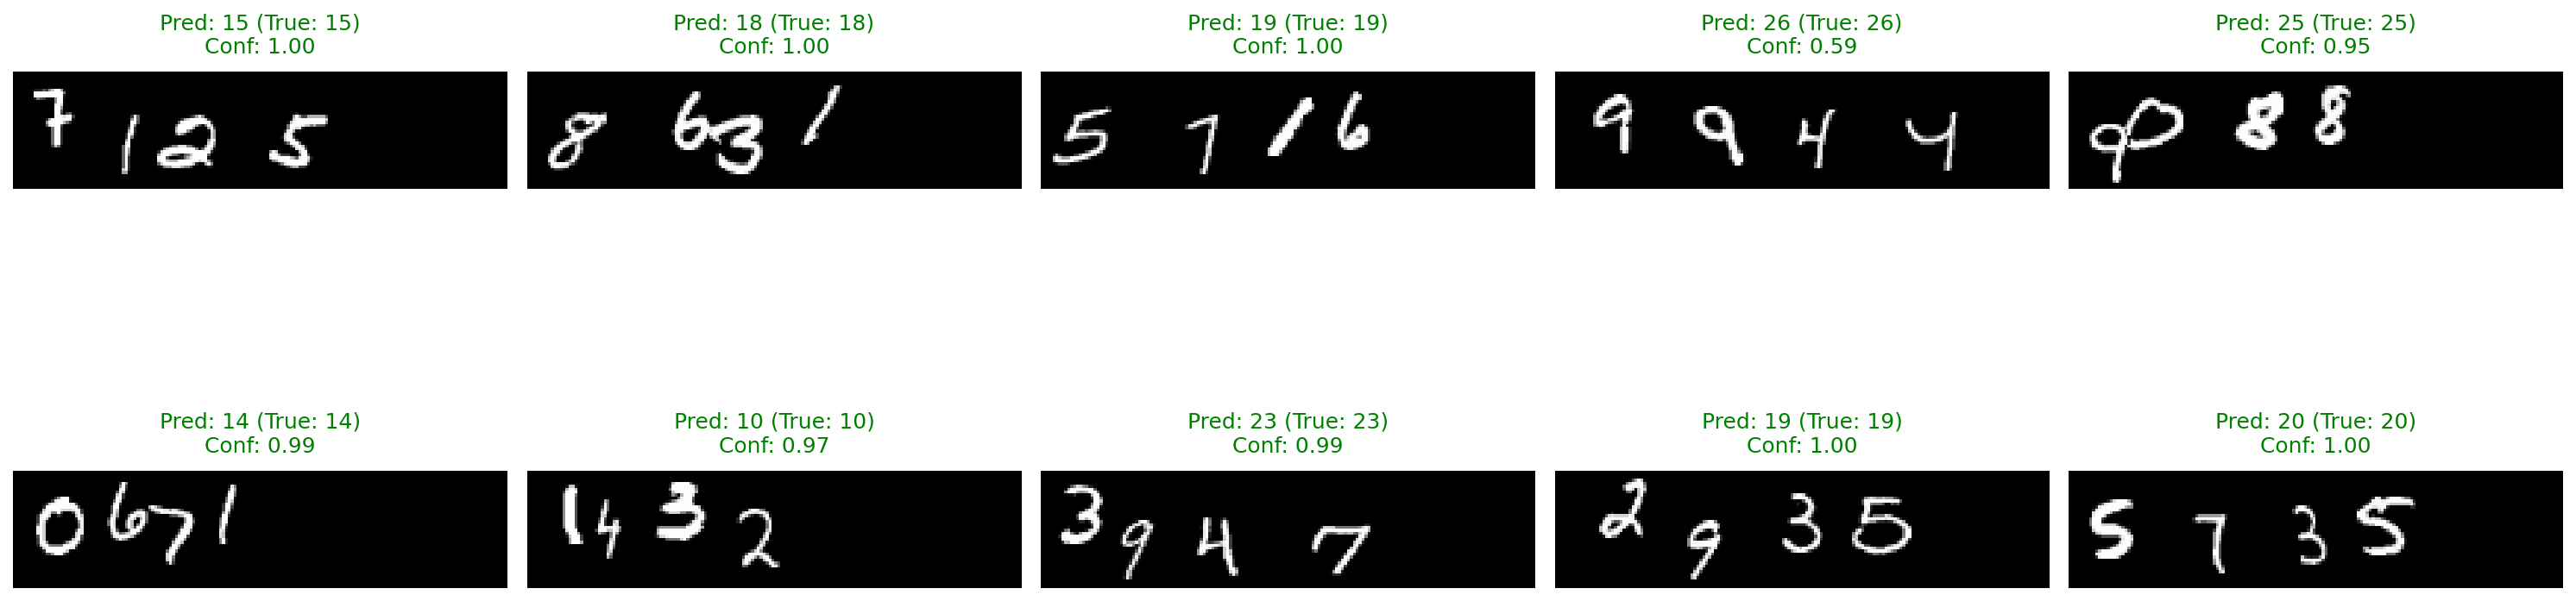 Pred: 15 (True: 15)
Conf: 1.00
7 1 2 5
Pred: 18 (True: 18)
Conf: 1.00
8 6 3 1
Pred: 19 (True: 19)
Conf: 1.00
5 7 1 6
Pred: 26 (True: 26)
Conf: 0.59
9 9 4 4
Pred: 25 (True: 25)
Conf: 0.95
8 8
Pred: 14 (True: 14)
Conf: 0.99
0 6 7 1
Pred: 10 (True: 10)
Conf: 0.97
1 4 3 2
Pred: 23 (True: 23)
Conf: 0.99
3 9 4 7
Pred: 19 (True: 19)
Conf: 1.00
2 9 3 5
Pred: 20 (True: 20)
Conf: 1.00
5 7 3 5